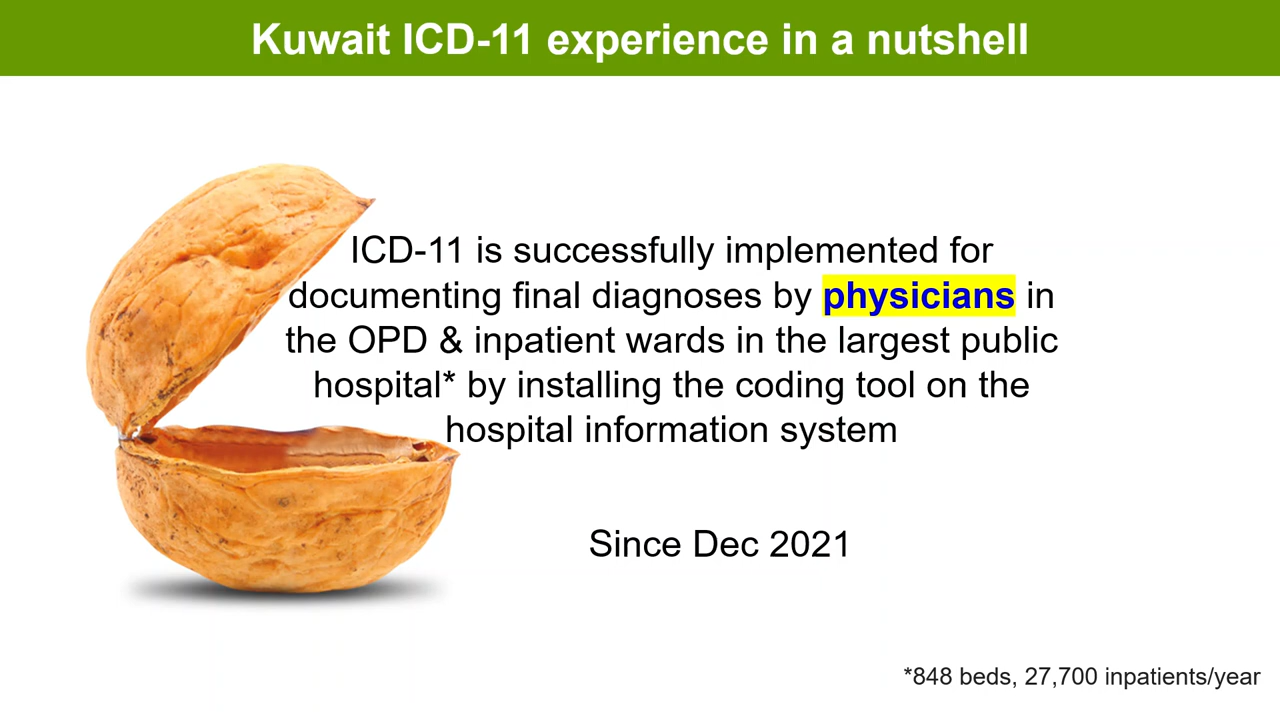 Kuwait ICD-11 experience in a nutshell
ICD-11 is successfully implemented for
documenting final diagnoses by physicians in
the OPD & inpatient wards in the largest public
hospital* by installing the coding tool on the
hospital information system
Since Dec 2021
*848 beds, 27,700 inpatients/year